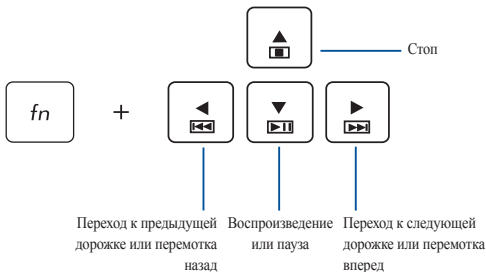 Стоп
fn
+
Переход к предыдущей
дорожке или перемотка
назад
Воспроизведение
или пауза
Переход к следующей
дорожке или перемотка
вперед